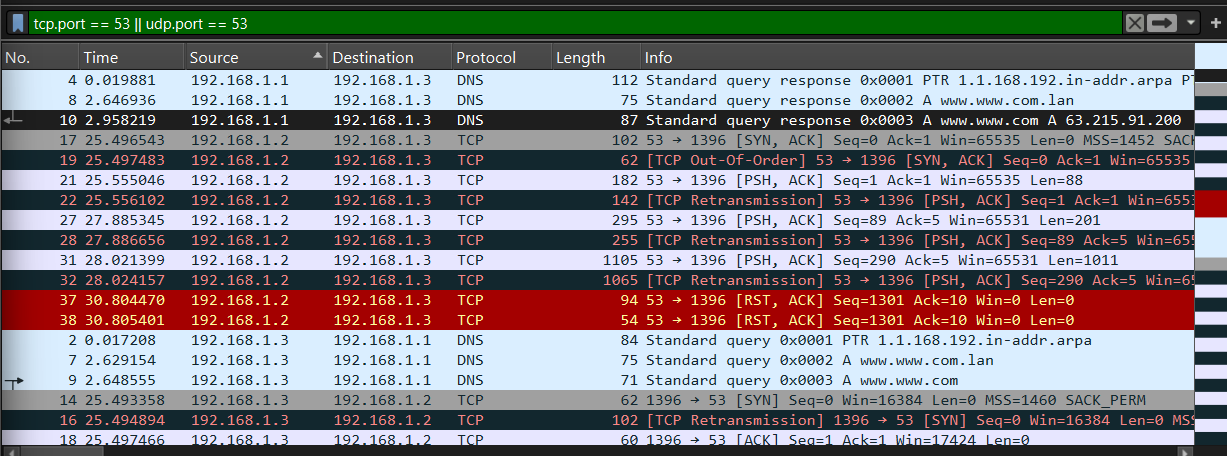 tcp.port == 53 || udp.port == 53
No. Time Source Destination Protocol Length Info
4 0.019881 192.168.1.1 192.168.1.3 DNS 112 Standard query response 0x0001 PTR 1.1.168.192.in-addr.arpa PT
8 2.646936 192.168.1.1 192.168.1.3 DNS 75 Standard query response 0x0002 A www.www.com.lan
10 2.958219 192.168.1.1 192.168.1.3 DNS 87 Standard query response 0x0003 A www.www.com A 63.215.91.200
17 25.496543 192.168.1.2 192.168.1.3 TCP 102 53 → 1396 [SYN, ACK] Seq=0 Ack=1 Win=65535 Len=0 MSS=1452 SACK
19 25.497483 192.168.1.2 192.168.1.3 TCP 62 [TCP Out-Of-Order] 53 → 1396 [SYN, ACK] Seq=0 Ack=1 Win=65535
21 25.555046 192.168.1.2 192.168.1.3 TCP 182 53 → 1396 [PSH, ACK] Seq=1 Ack=1 Win=65535 Len=88
22 25.556102 192.168.1.2 192.168.1.3 TCP 142 [TCP Retransmission] 53 → 1396 [PSH, ACK] Seq=1 Ack=1 Win=6553
27 27.885345 192.168.1.2 192.168.1.3 TCP 295 53 → 1396 [PSH, ACK] Seq=89 Ack=5 Win=65531 Len=201
28 27.886656 192.168.1.2 192.168.1.3 TCP 255 [TCP Retransmission] 53 → 1396 [PSH, ACK] Seq=89 Ack=5 Win=655
31 28.021399 192.168.1.2 192.168.1.3 TCP 1105 53 → 1396 [PSH, ACK] Seq=290 Ack=5 Win=65531 Len=1011
32 28.024157 192.168.1.2 192.168.1.3 TCP 1065 [TCP Retransmission] 53 → 1396 [PSH, ACK] Seq=290 Ack=5 Win=65
37 30.804470 192.168.1.2 192.168.1.3 TCP 94 53 → 1396 [RST, ACK] Seq=1301 Ack=10 Win=0 Len=0
38 30.805401 192.168.1.2 192.168.1.3 TCP 54 53 → 1396 [RST, ACK] Seq=1301 Ack=10 Win=0 Len=0
2 0.017208 192.168.1.3 192.168.1.1 DNS 84 Standard query 0x0001 PTR 1.1.168.192.in-addr.arpa
7 2.629154 192.168.1.3 192.168.1.1 DNS 75 Standard query 0x0002 A www.www.com.lan
9 2.648555 192.168.1.3 192.168.1.1 DNS 71 Standard query 0x0003 A www.www.com
14 25.493358 192.168.1.3 192.168.1.2 TCP 62 1396 → 53 [SYN] Seq=0 Win=16384 Len=0 MSS=1460 SACK_PERM
16 25.494894 192.168.1.3 192.168.1.2 TCP 102 [TCP Retransmission] 1396 → 53 [SYN] Seq=0 Win=16384 Len=0 MS
18 25.497466 192.168.1.3 192.168.1.2 TCP 60 1396 → 53 [ACK] Seq=1 Ack=1 Win=17424 Len=0